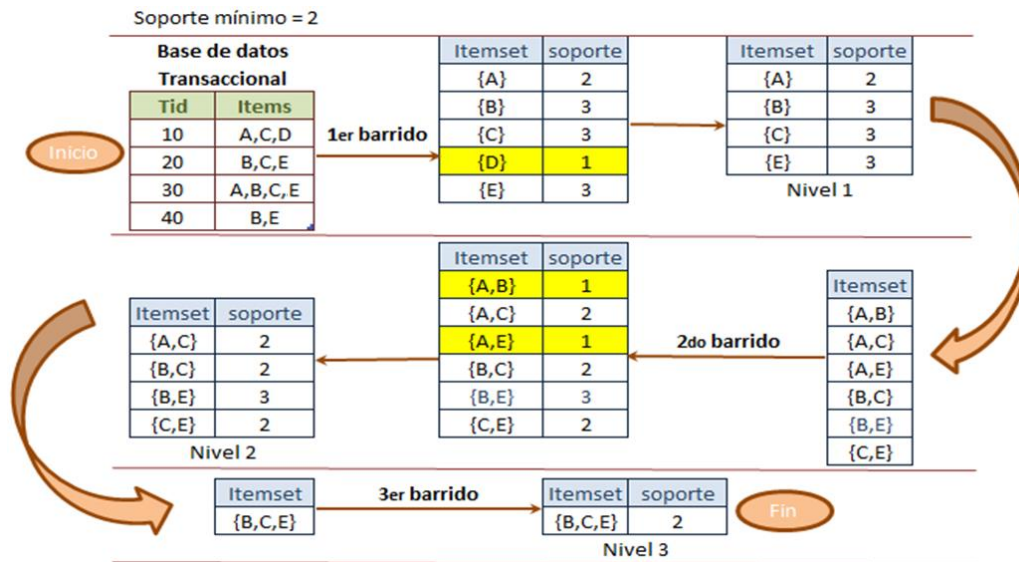 Soporte mínimo = 2
Base de datos
Transaccional
Tid Items
10 A,C,D
20 B,C,E
30 A,B,C,E
40 B,E
Inicio
1er barrido
Itemset soporte
{A} 2
{B} 3
{C} 3
{D} 1
{E} 3
Itemset soporte
{A} 2
{B} 3
{C} 3
{E} 3
Nivel 1
Itemset
{A,B}
{A,C}
{A,E}
{B,C}
{B,E}
{C,E}
2do barrido
Itemset soporte
{A,B} 1
{A,C} 2
{A,E} 1
{B,C} 2
{B,E} 3
{C,E} 2
Itemset soporte
{A,C} 2
{B,C} 2
{B,E} 3
{C,E} 2
Nivel 2
Itemset
{B,C,E}
3er barrido
Itemset soporte
{B,C,E} 2
Nivel 3
Fin